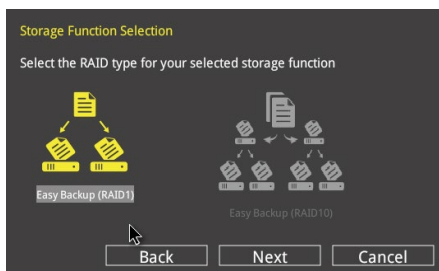 Storage Function Selection
Select the RAID type for your selected storage function
Easy Backup (RAID1)
Easy Backup (RAID10)
Back
Next
Cancel